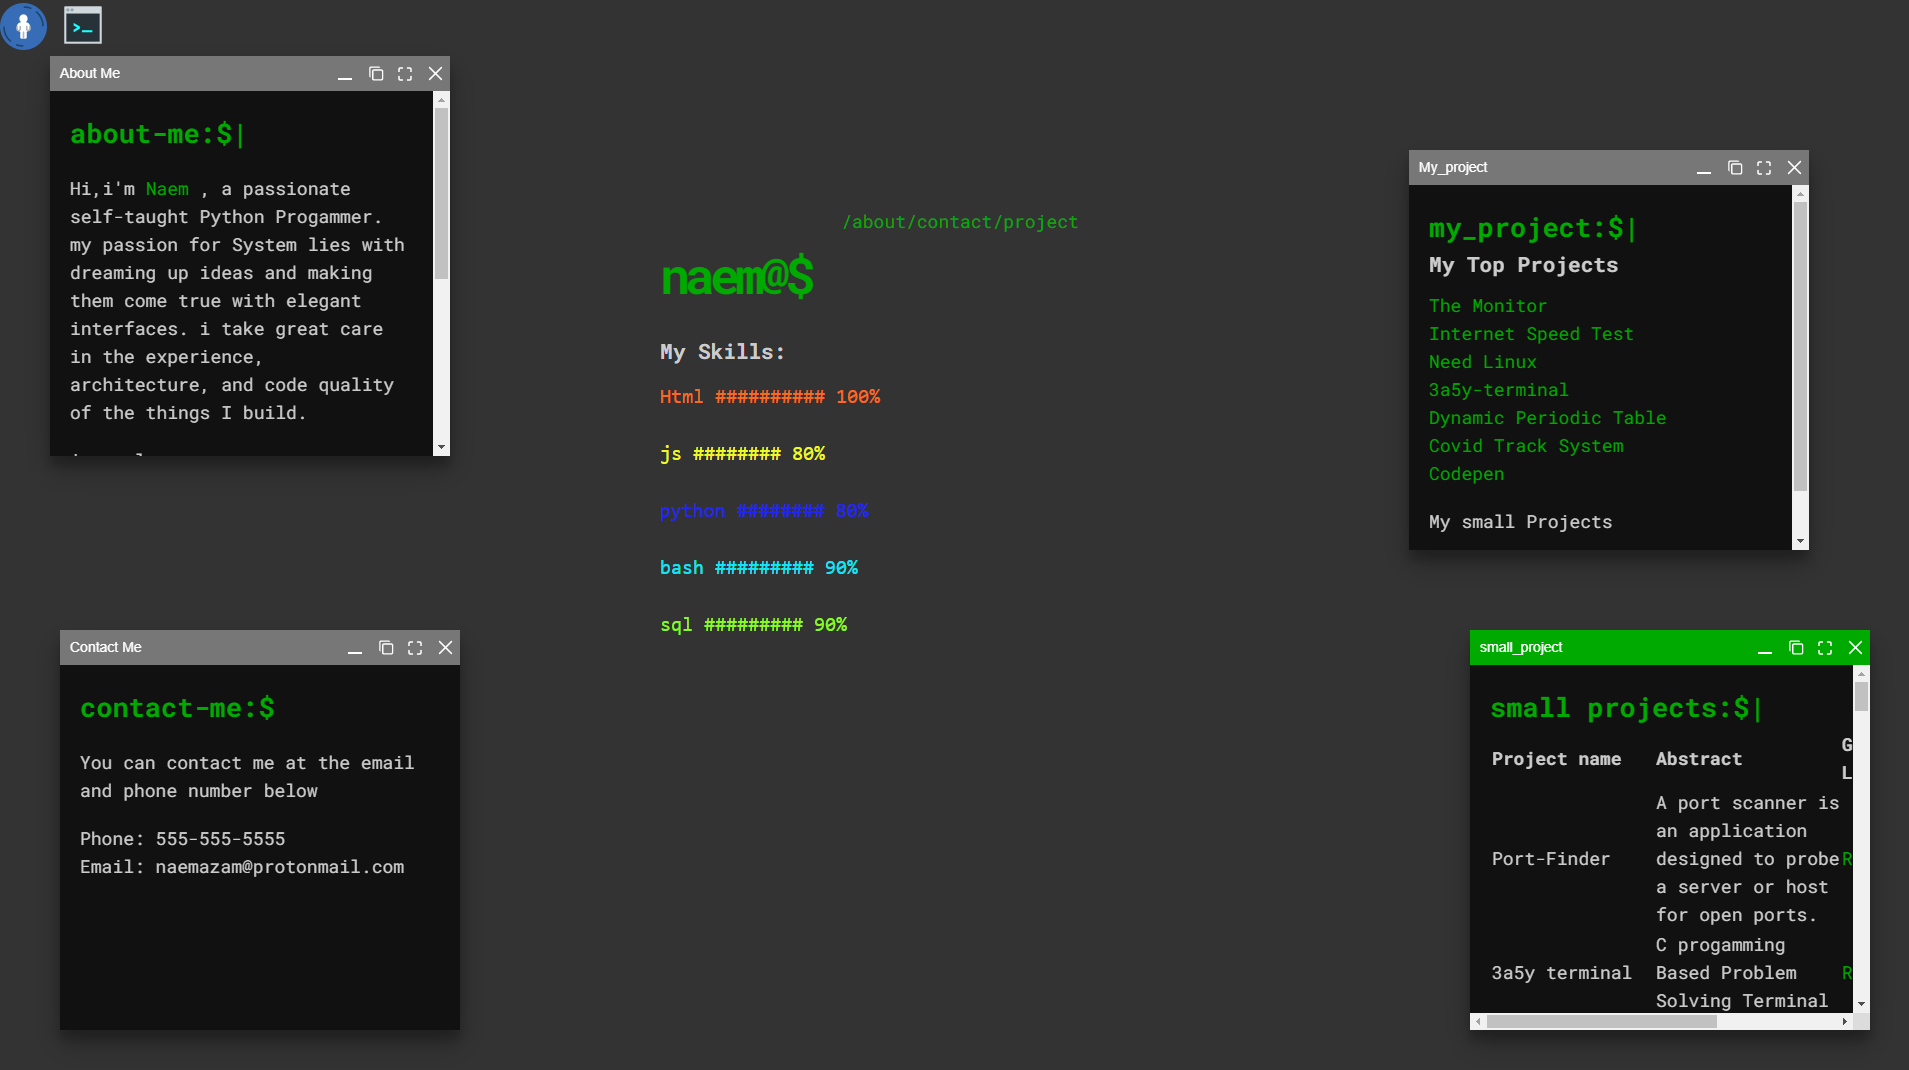 >_
About Me
about-me:$|
Hi,i'm Naem , a passionate
self-taught Python Progammer.
my passion for System lies with
dreaming up ideas and making
them come true with elegant
interfaces. i take great care
in the experience,
architecture, and code quality
of the things I build.
/about/contact/project
naem@$
My Skills:
Html ########## 100%
js ######## 80%
python ######## 80%
bash ######### 90%
sql ######### 90%
My_project
my_project:$|
My Top Projects
The Monitor
Internet Speed Test
Need Linux
3a5y-terminal
Dynamic Periodic Table
Covid Track System
Codepen
My small Projects
Contact Me
contact-me:$
You can contact me at the email
and phone number below
Phone: 555-555-5555
Email: naemazam@protonmail.com
small_project
small projects:$|
Project name Abstract G
L
A port scanner is
an application
Port-Finder designed to probe R
a server or host
for open ports.
C progamming
3a5y terminal Based Problem R
Solving Terminal